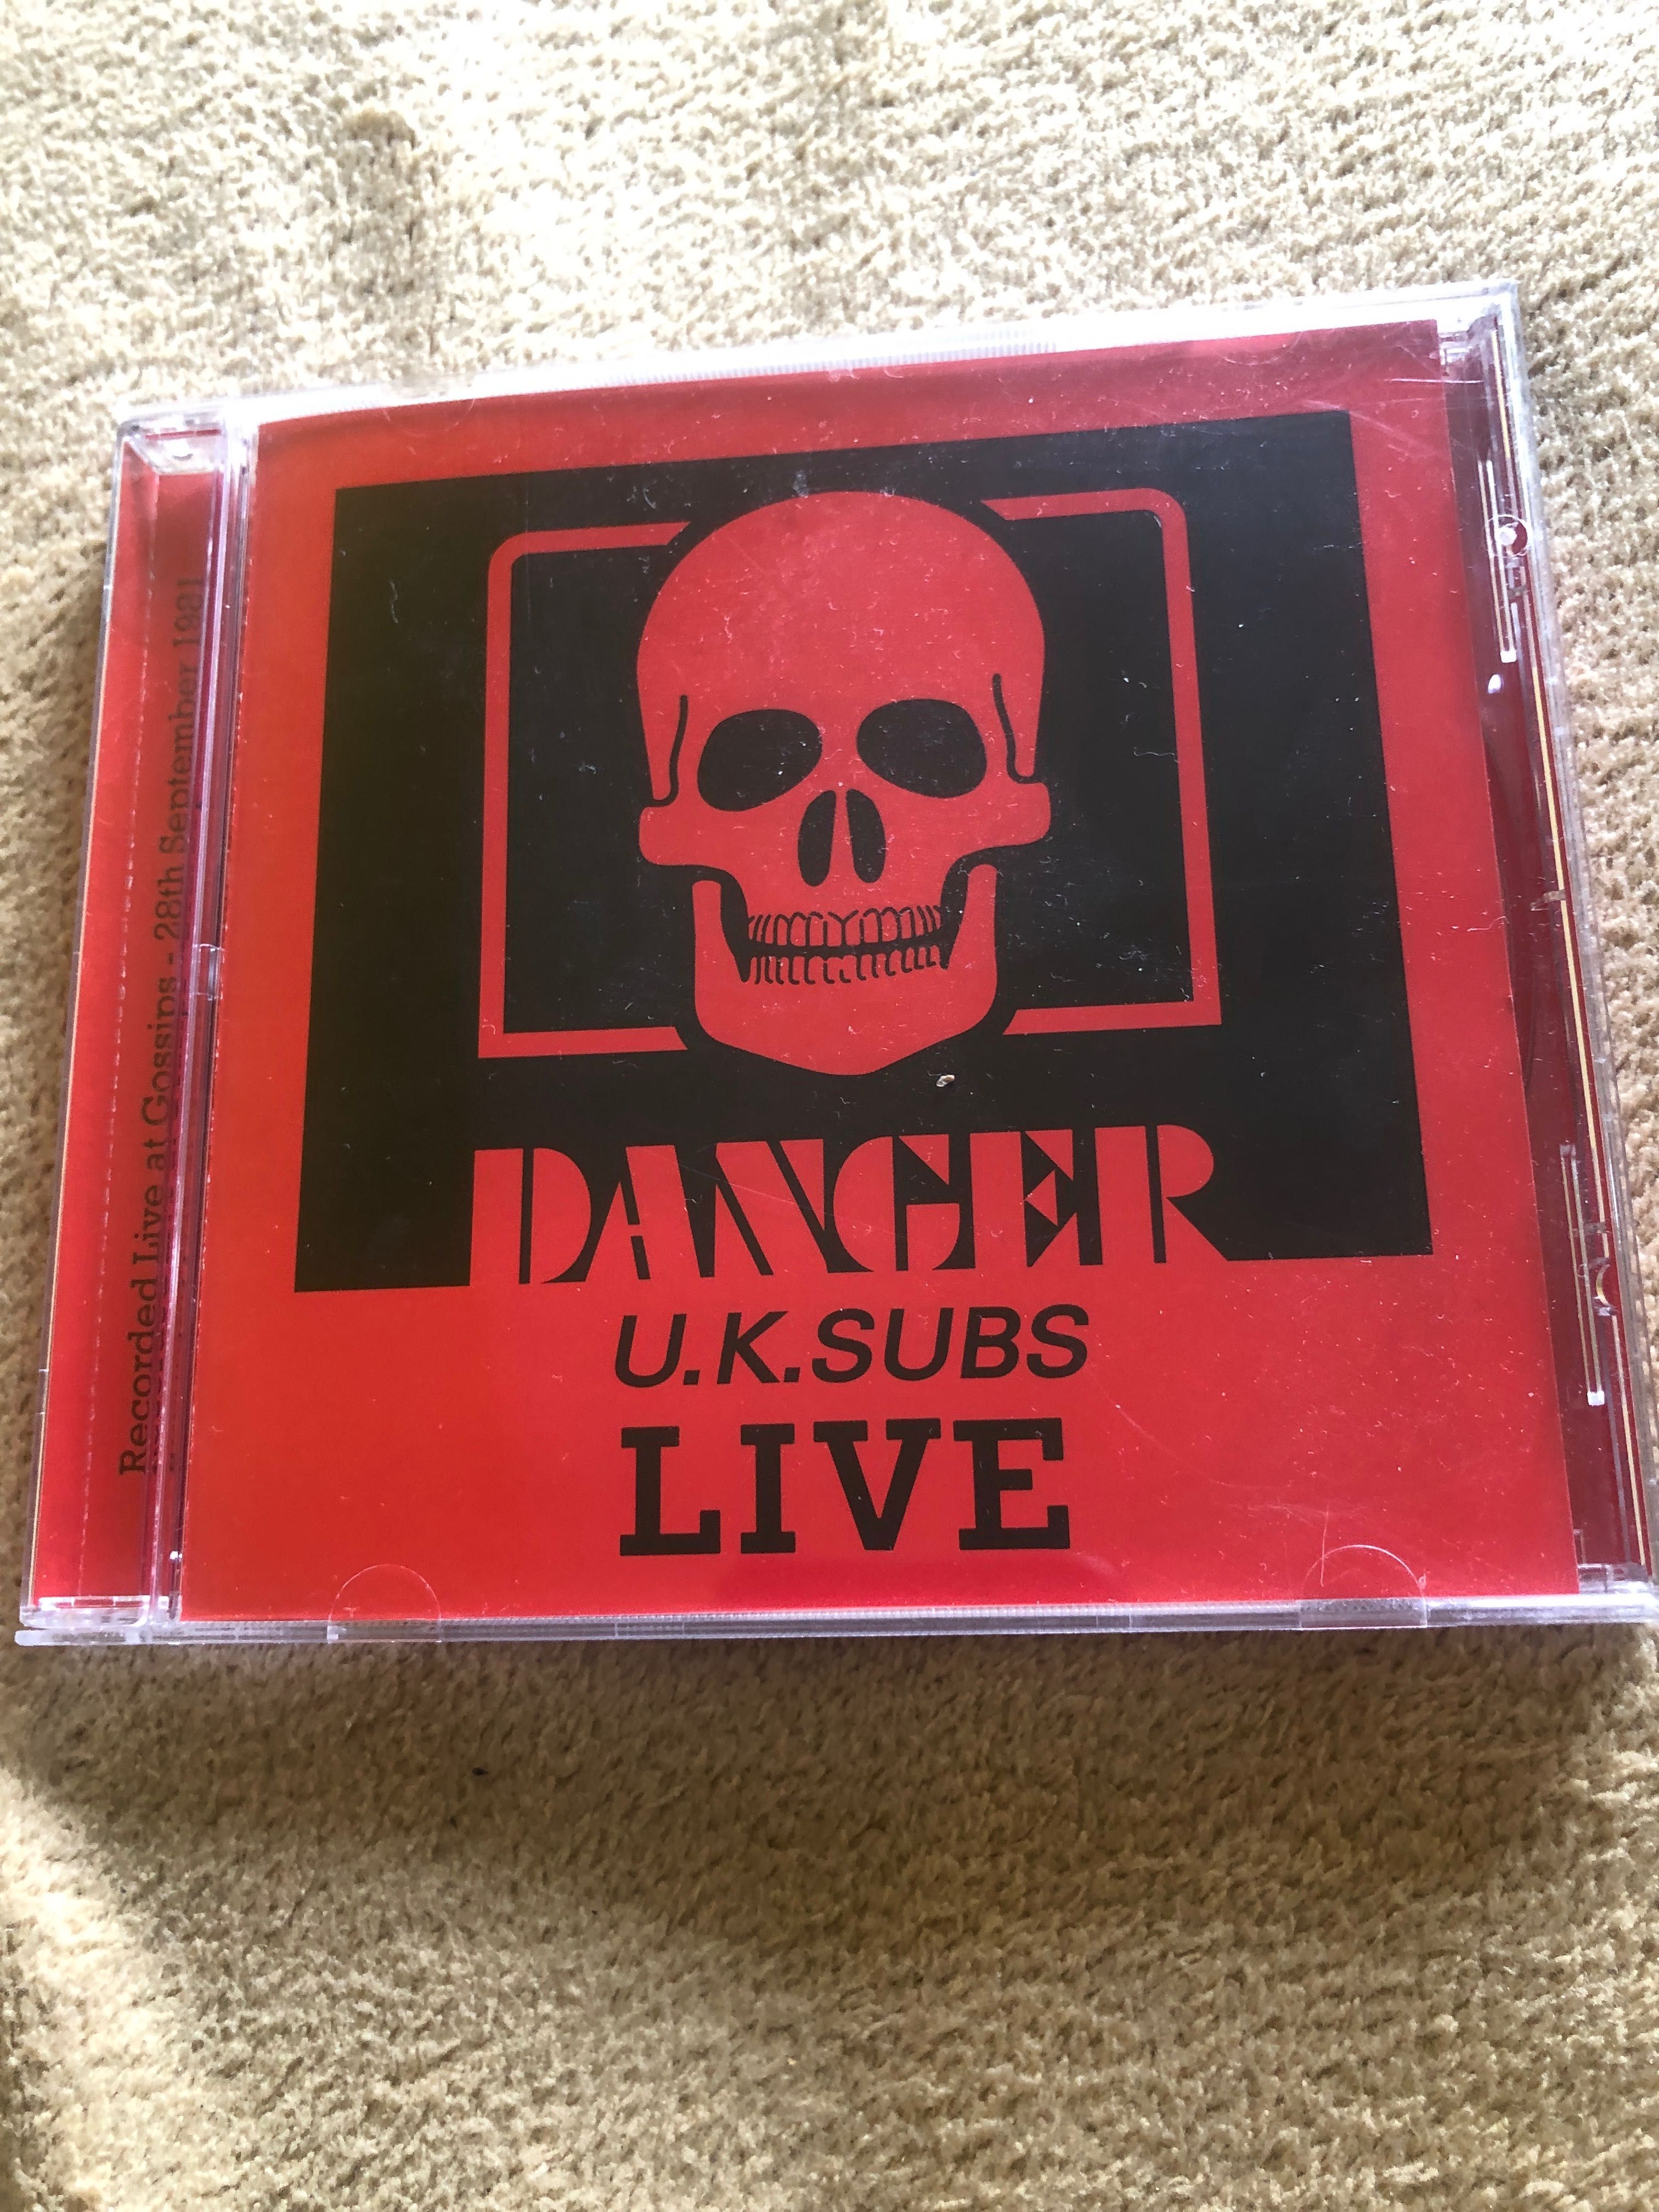 Recorded Live at Gossips - 28th September 1981
DANGER
U.K.SUBS
LIVE